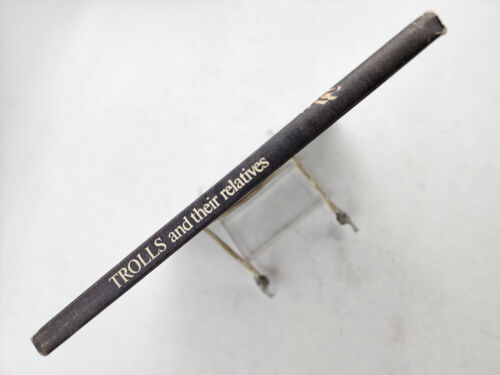 TROLLS and their relatives